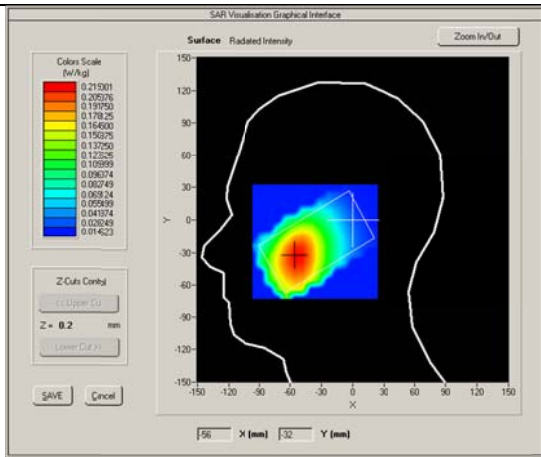 SAR Visualisation Graphical Interface
Surface Radiated Intensity
Zoom In/Out
Colors Scale
(W/kg)
0.219001
0.205376
0.191750
0.178125
0.164500
0.150875
0.137250
0.123625
0.109999
0.096374
0.082749
0.069124
0.055499
0.041874
0.028249
0.014623
Z-Cuts Control
<< Upper Cut
Z = 0.2 mm
Lower Cut >>
SAVE
Cancel
150
120
90
60
30
0
-30
-60
-90
-120
-150
Y
-150 -120 -90 -60 -30 0 30 60 90 120 150
X
-56 X (mm) -32 Y (mm)